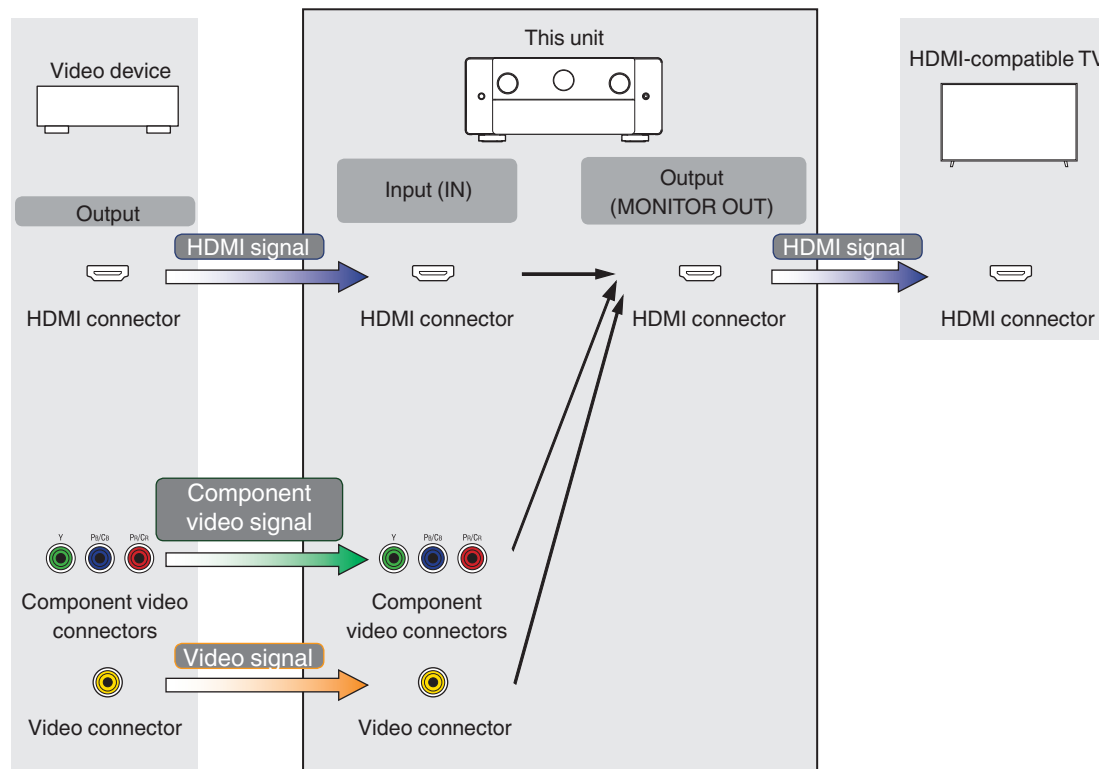 This unit
Video device
HDMI-compatible TV
Input (IN)
Output
(MONITOR OUT)
Output
HDMI signal
HDMI signal
HDMI connector
HDMI connector
HDMI connector
HDMI connector
Component
video signal
Y PB/CB PR/CR
Y PB/CB PR/CR
Component video
connectors
Component
video connectors
Video signal
Video connector
Video connector